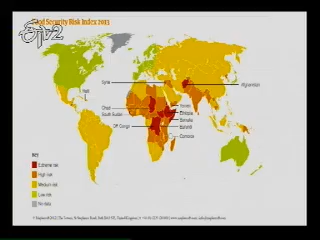 Food Security Risk Index 2013
Syria
Afghanistan
Haiti
Yemen
Chad
Ethiopia
South Sudan
Somalia
DR Congo
Burundi
Comoros
Key
Extreme risk
High risk
Medium risk
Low risk
No data